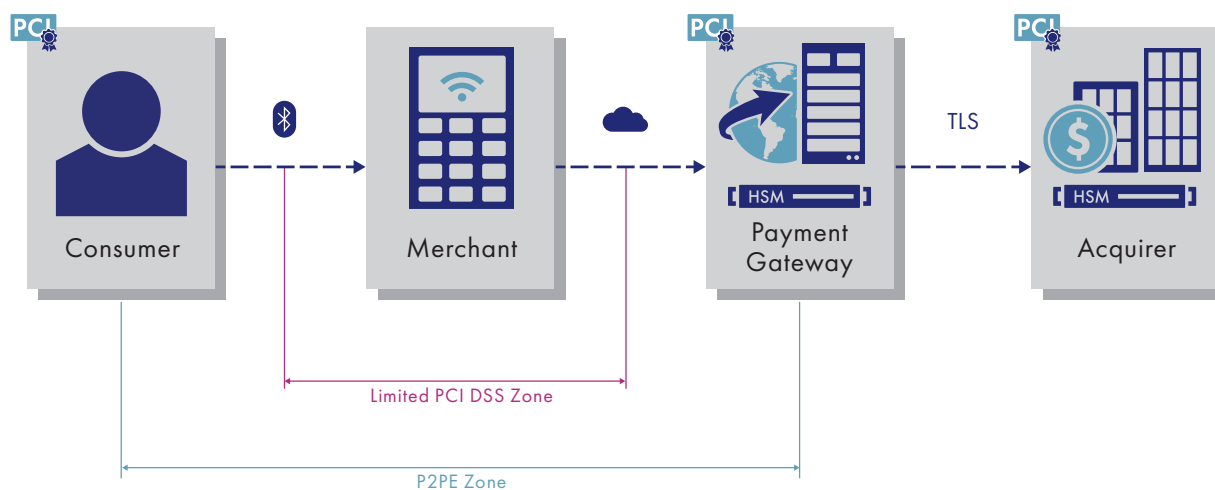 PCI
PCI
PCI
TLS
HSM
HSM
Consumer
Merchant
Payment
Gateway
Acquirer
Limited PCI DSS Zone
P2PE Zone